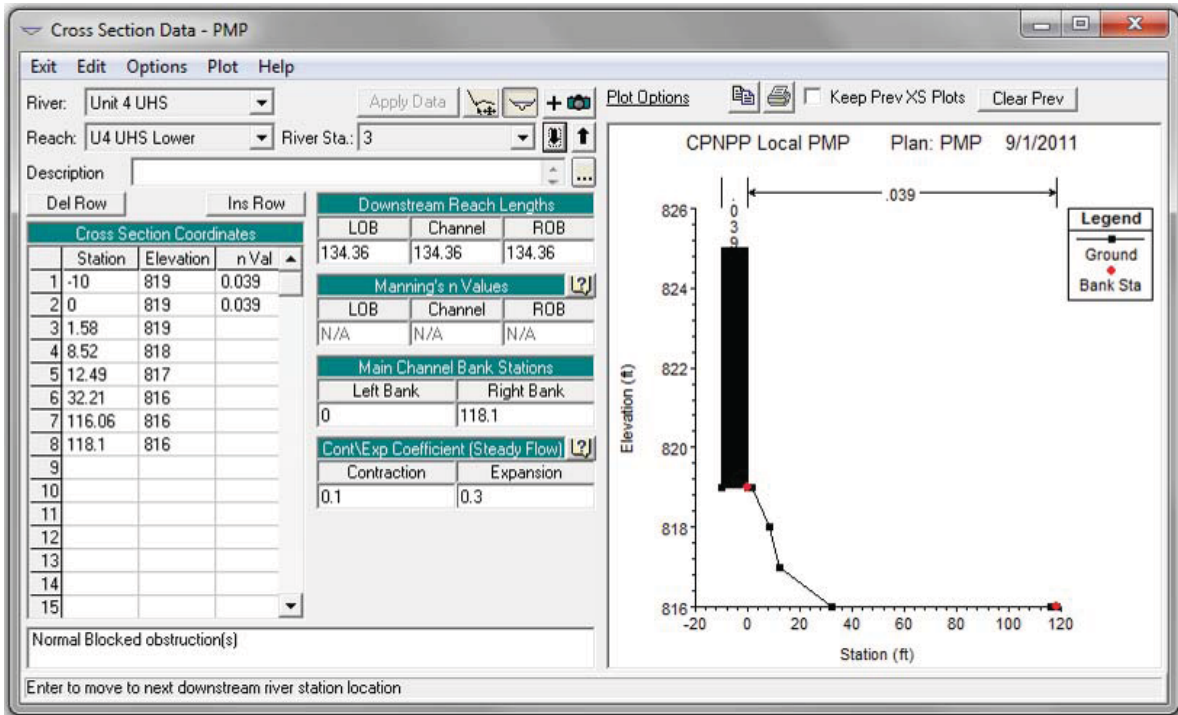 Cross Section Data - PMP
Exit Edit Options Plot Help
River: Unit 4 UHS Apply Data
Reach: U4 UHS Lower River Sta.: 3
Description ...
Del Row Ins Row
Cross Section Coordinates
Station Elevation n Val
1 -10 819 0.039
2 0 819 0.039
3 1.58 819
4 8.52 818
5 12.49 817
6 32.21 816
7 116.06 816
8 118.1 816
9
10
11
12
13
14
15
Downstream Reach Lengths
LOB Channel ROB
134.36 134.36 134.36
Manning's n Values
LOB Channel ROB
N/A N/A N/A
Main Channel Bank Stations
Left Bank Right Bank
0 118.1
Cont\Exp Coefficient (Steady Flow)
Contraction Expansion
0.1 0.3
Normal Blocked obstruction(s)
Enter to move to next downstream river station location
Plot Options Keep Prev XS Plots Clear Prev
CPNPP Local PMP Plan: PMP 9/1/2011
.039
.039
Legend
Ground
Bank Sta
826
824
822
820
818
816
Elevation (ft)
-20 0 20 40 60 80 100 120
Station (ft)